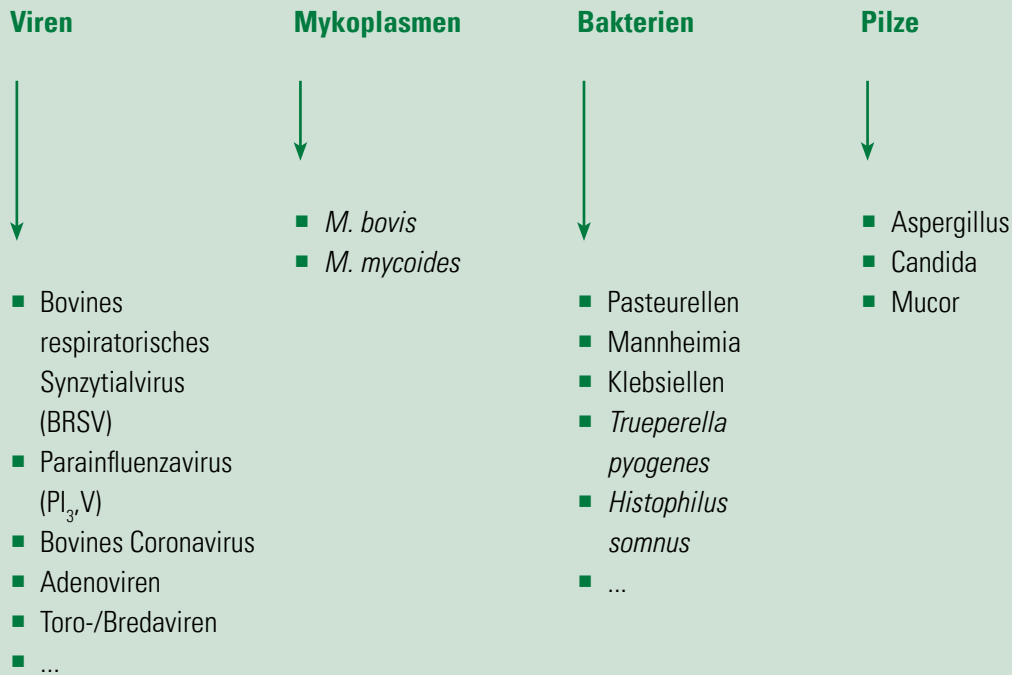 Viren
Mykoplasmen
Bakterien
Pilze
■ Bovines
respiratorisches
Synzytialvirus
(BRSV)
■ Parainfluenzavirus
(PI₃,V)
■ Bovines Coronavirus
■ Adenoviren
■ Toro-/Bredaviren
■ ...
■ M. bovis
■ M. mycoides
■ Pasteurellen
■ Mannheimia
■ Klebsiellen
■ Trueperella
pyogenes
■ Histophilus
somnus
■ ...
■ Aspergillus
■ Candida
■ Mucor